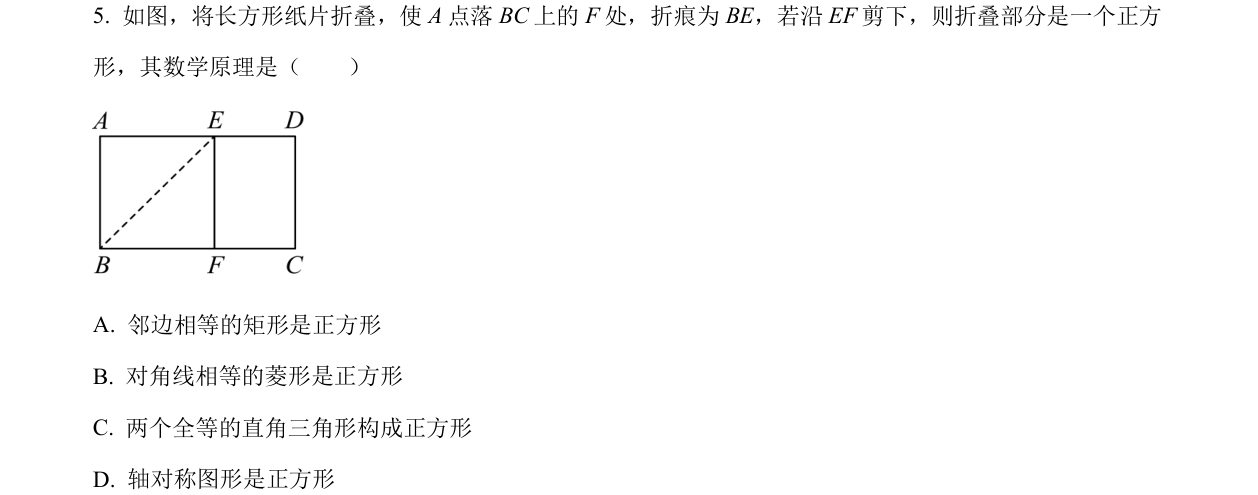 5. 如图，将长方形纸片折叠，使 A 点落 BC 上的 F 处，折痕为 BE，若沿 EF 剪下，则折叠部分是一个正方
形，其数学原理是（　　）
A E D
B F C
A. 邻边相等的矩形是正方形
B. 对角线相等的菱形是正方形
C. 两个全等的直角三角形构成正方形
D. 轴对称图形是正方形